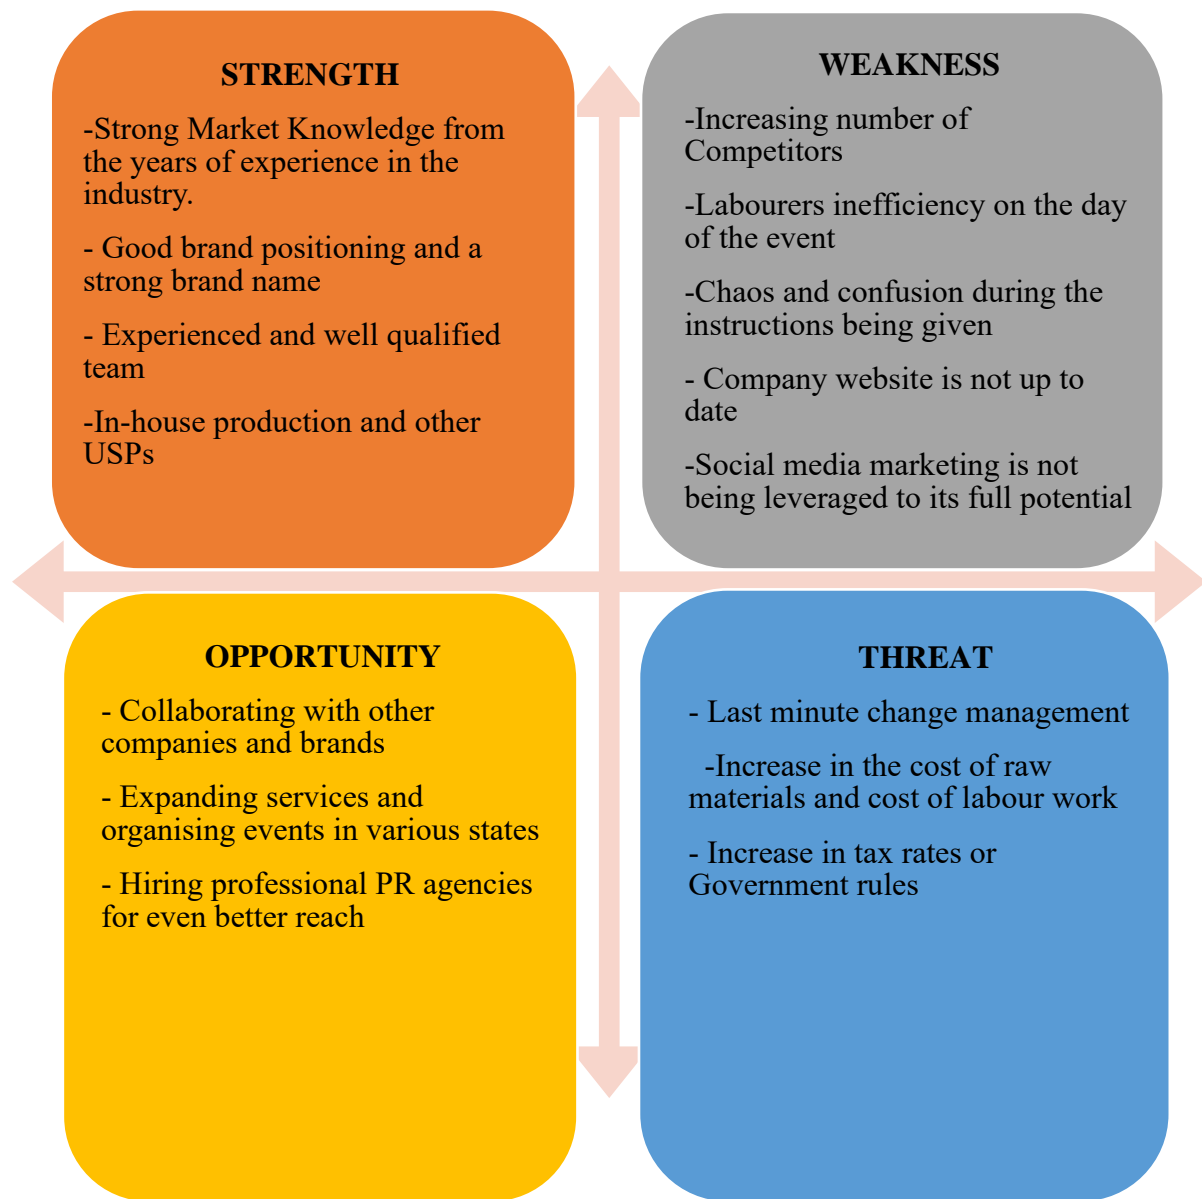 STRENGTH
-Strong Market Knowledge from
the years of experience in the
industry.
- Good brand positioning and a
strong brand name
- Experienced and well qualified
team
-In-house production and other
USPs
WEAKNESS
-Increasing number of
Competitors
-Labourers inefficiency on the day
of the event
-Chaos and confusion during the
instructions being given
- Company website is not up to
date
-Social media marketing is not
being leveraged to its full potential
OPPORTUNITY
- Collaborating with other
companies and brands
- Expanding services and
organising events in various states
- Hiring professional PR agencies
for even better reach
THREAT
- Last minute change management
-Increase in the cost of raw
materials and cost of labour work
- Increase in tax rates or
Government rules